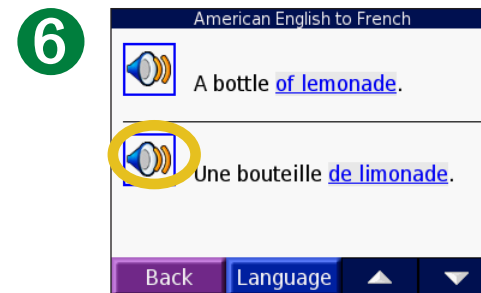 6
American English to French
A bottle of lemonade.
Une bouteille de limonade.
Back Language